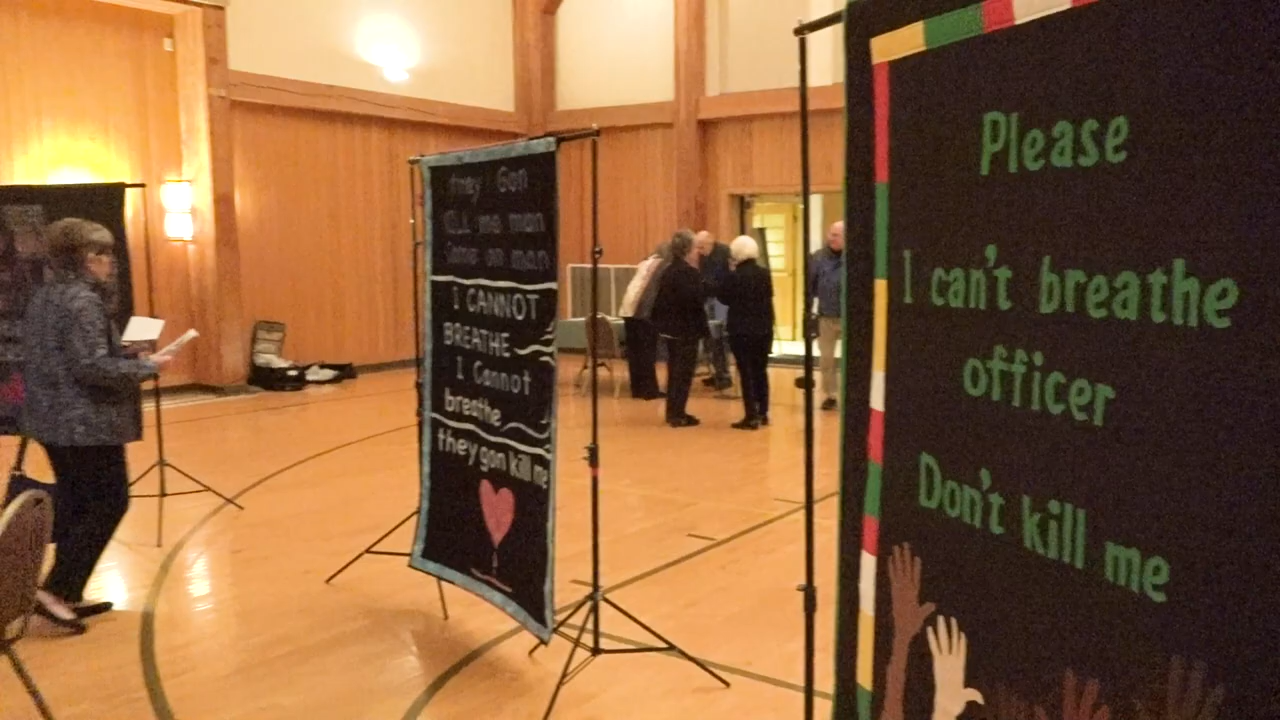 they Gon
Kill me man
Come on man
I CANNOT
BREATHE
I Cannot
breathe
they gon kill me
Please
I can't breathe
officer
Don't kill me